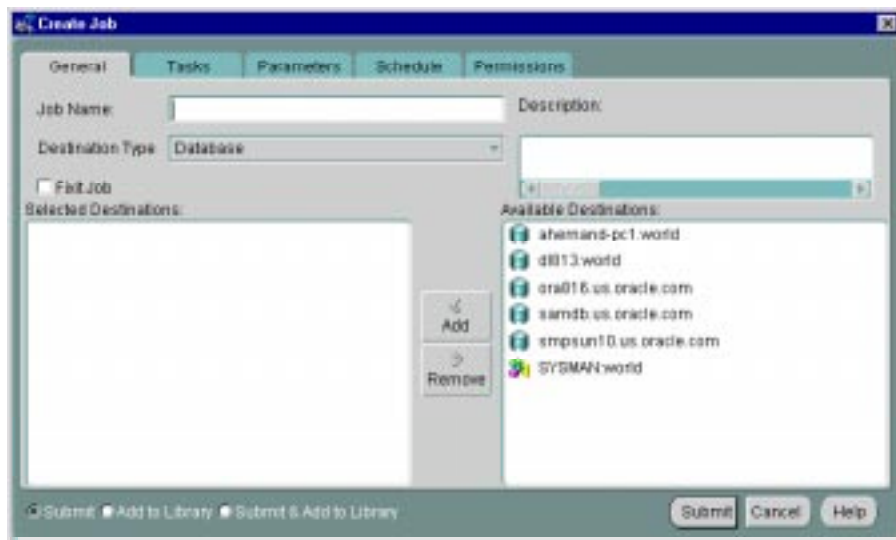 Create Job
General Tasks Parameters Schedule Permissions
Job Name:
Description:
Destination Type Database
Fixit Job
Selected Destinations:
Available Destinations:
ahernand-pc1.world
dl813.world
ora816.us.oracle.com
samdb.us.oracle.com
smpsun10.us.oracle.com
SYSMAN:world
Add
Remove
Submit Add to Library Submit & Add to Library
Submit Cancel Help